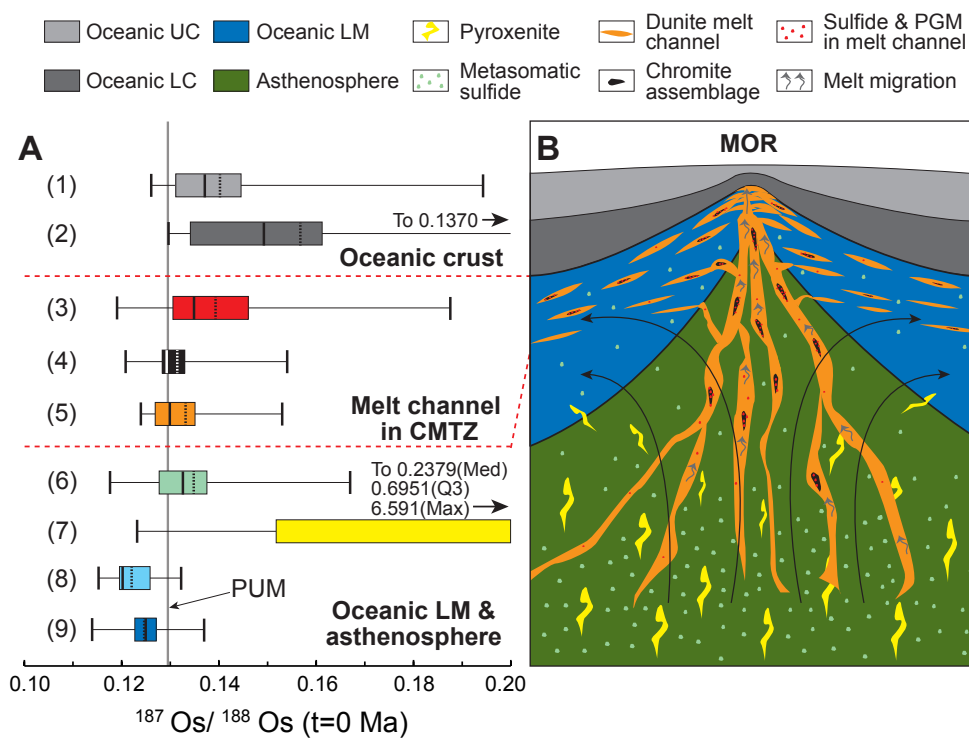 Oceanic UC
Oceanic LM
Pyroxenite
Dunite melt
channel
Sulfide & PGM
in melt channel
Oceanic LC
Asthenosphere
Metasomatic
sulfide
Chromite
assemblage
Melt migration
A
(1)
(2)
To 0.1370
Oceanic crust
(3)
(4)
(5)
Melt channel
in CMTZ
(6)
To 0.2379(Med)
0.6951(Q3)
6.591(Max)
(7)
(8)
PUM
(9)
Oceanic LM &
asthenosphere
0.10 0.12 0.14 0.16 0.18 0.20
187 Os/ 188 Os (t=0 Ma)
B
MOR